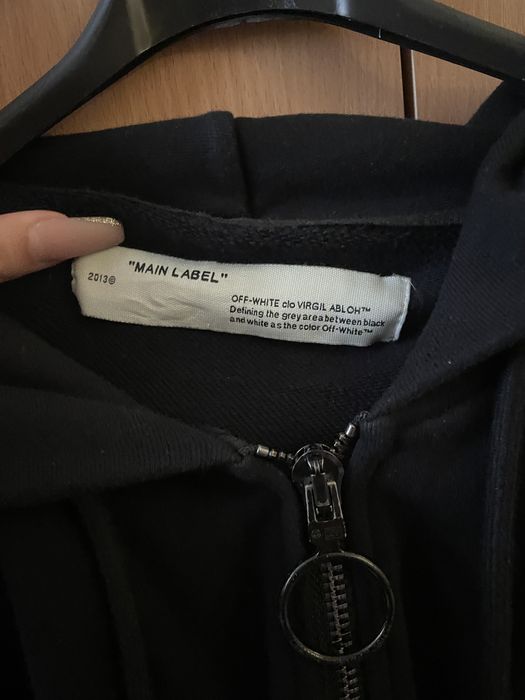 "MAIN LABEL"
2013©
OFF-WHITE c/o VIRGIL ABLOH™
Defining the grey area between black
and white as the color Off-White™